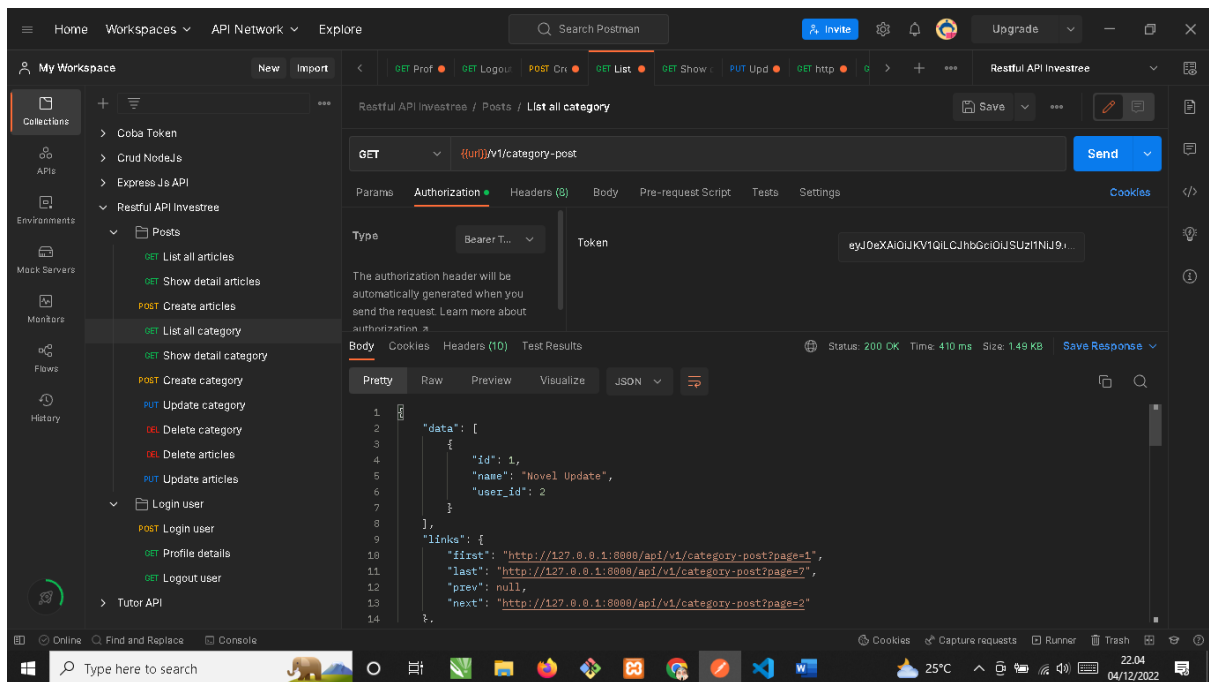 Home Workspaces API Network Explore Search Postman Invite Upgrade
My Workspace New Import GET Prof GET Logou POST Cre GET List GET Show PUT Upd GET http Restful API Investree
Collections
APIs
Environments
Mock Servers
Monitors
Flows
History
Coba Token
Crud NodeJs
Express Js API
Restful API Investree
Posts
GET List all articles
GET Show detail articles
POST Create articles
GET List all category
GET Show detail category
POST Create category
PUT Update category
DEL Delete category
DEL Delete articles
PUT Update articles
Login user
POST Login user
GET Profile details
GET Logout user
Tutor API
Restful API Investree / Posts / List all category Save
GET {{url}}/v1/category-post Send
Params Authorization Headers (8) Body Pre-request Script Tests Settings Cookies
Type Bearer T... Token
The authorization header will be
automatically generated when you
send the request. Learn more about
authorization
Body Cookies Headers (10) Test Results Status: 200 OK Time: 410 ms Size: 1.49 KB Save Response
Pretty Raw Preview Visualize JSON
1 {
2 "data": [
3 {
4 "id": 1,
5 "name": "Novel Update",
6 "user_id": 2
7 }
8 ],
9 "links": {
10 "first": "http://127.0.0.1:8000/api/v1/category-post?page=1",
11 "last": "http://127.0.0.1:8000/api/v1/category-post?page=7",
12 "prev": null,
13 "next": "http://127.0.0.1:8000/api/v1/category-post?page=2"
14 },
Online Find and Replace Console Cookies Capture requests Runner Trash
Type here to search 25°C 22.04
04/12/2022